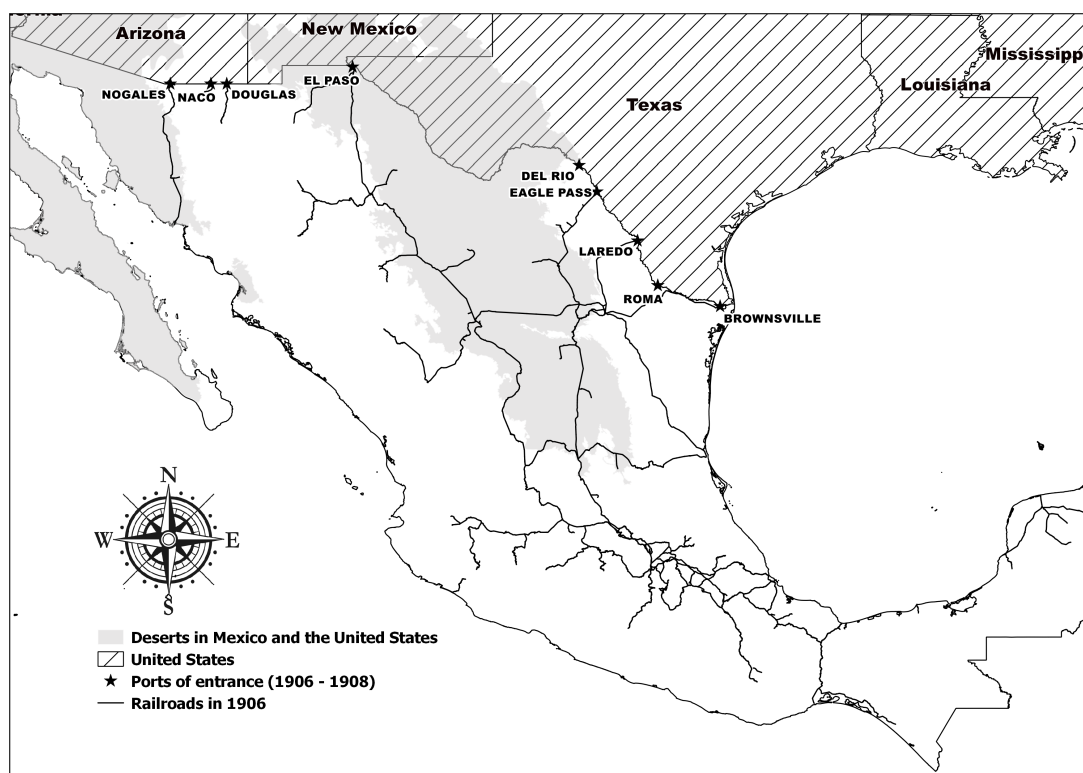 Arizona
New Mexico
Mississipp
Louisiana
Texas
EL PASO
NOGALES
NACO
DOUGLAS
DEL RIO
EAGLE PASS
LAREDO
ROMA
BROWNSVILLE
N
W
E
S
Deserts in Mexico and the United States
United States
Ports of entrance (1906 - 1908)
Railroads in 1906